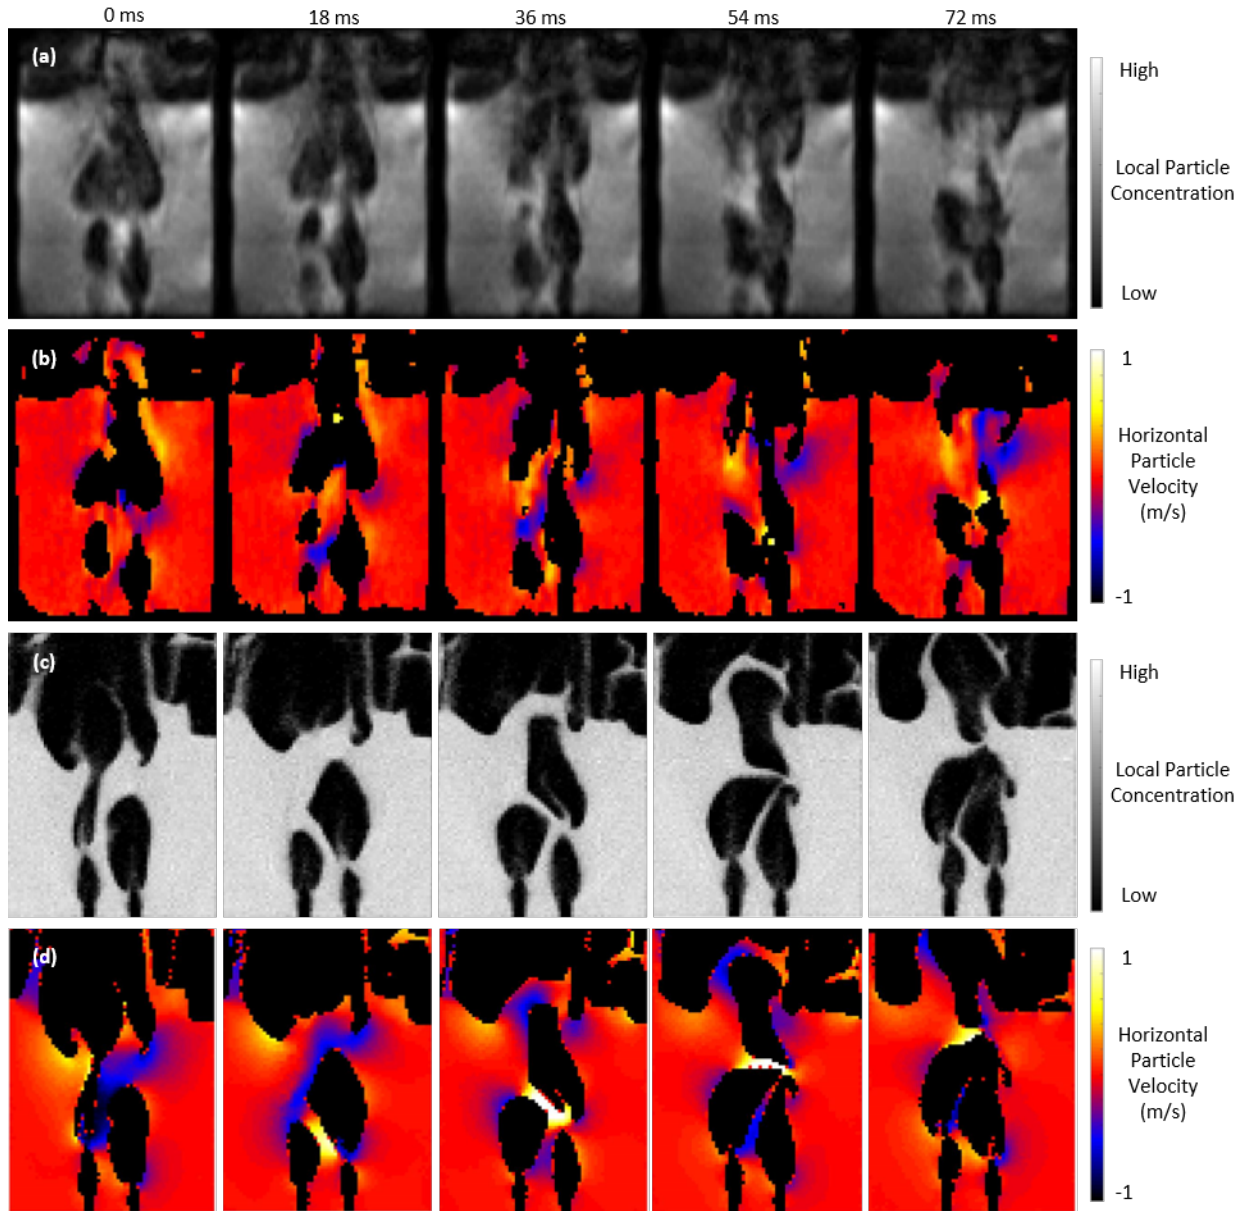 0 ms 18 ms 36 ms 54 ms 72 ms
(a)
High
Local Particle
Concentration
Low
(b)
1
Horizontal
Particle
Velocity
(m/s)
-1
(c)
High
Local Particle
Concentration
Low
(d)
1
Horizontal
Particle
Velocity
(m/s)
-1